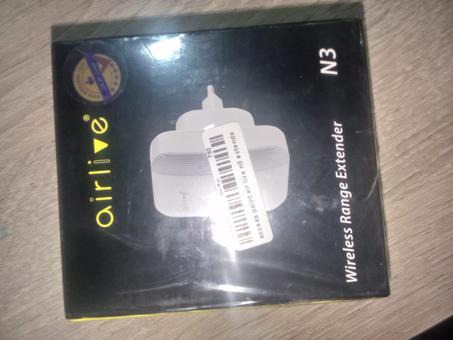 airlive®
N3
Wireless Range Extender
access point air live n3 extende